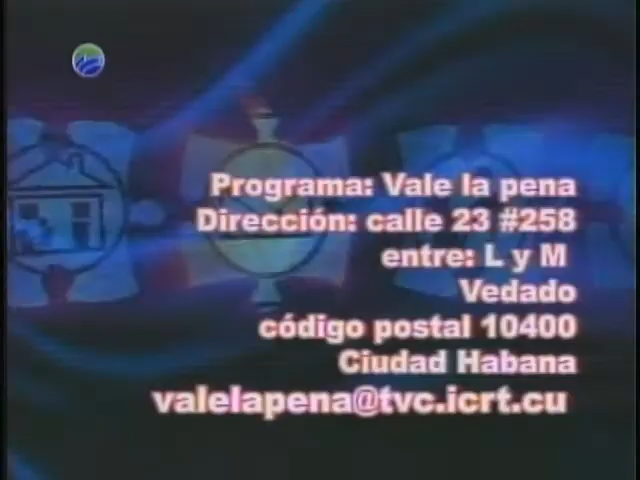 Programa: Vale la pena
Dirección: calle 23 #258
entre: L y M
Vedado
código postal 10400
Ciudad Habana
valelapena@tvc.icrt.cu